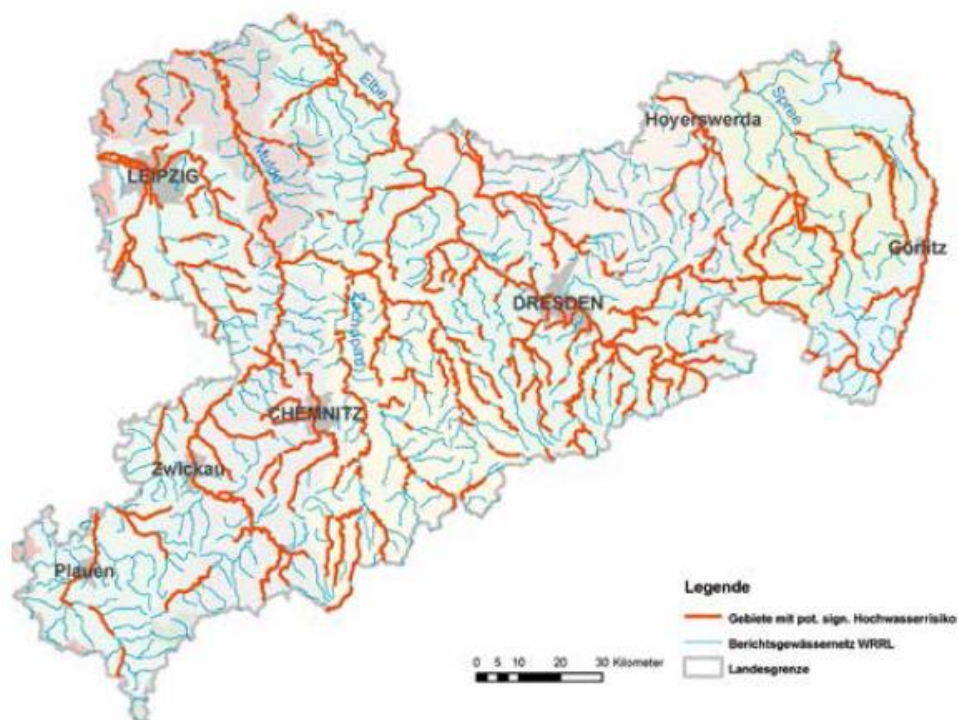 Elbe
Spree
Hoyerswerda
Mulde
LEIPZIG
Görlitz
DRESDEN
Zschopau
CHEMNITZ
Zwickau
Plauen
Legende
Gebiete mit pot. sign. Hochwasserrisiko
Berichtsgewässernetz WRRL
Landesgrenze
0 5 10 20 30 Kilometer